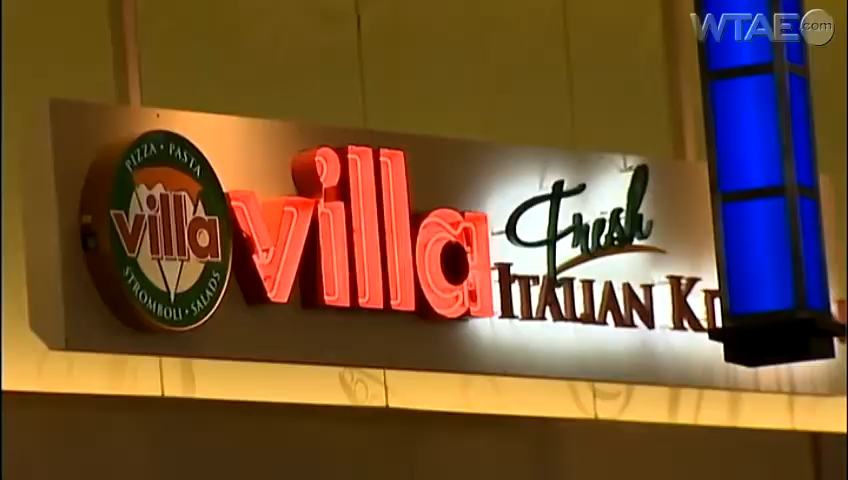 WTAE.com
PIZZA • PASTA
villa
STROMBOLI • SALADS
villa
Fresh
ITALIAN